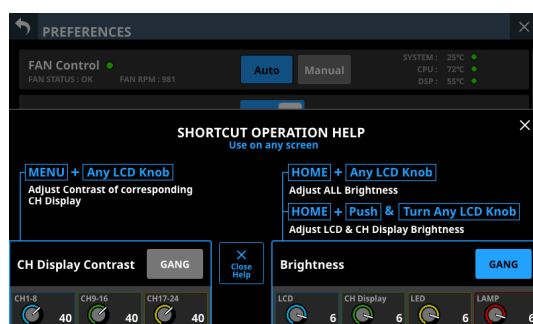 PREFERENCES
FAN Control
FAN STATUS : OK FAN RPM : 981
Auto
Manual
SYSTEM : 25°C
CPU : 72°C
DSP : 55°C
SHORTCUT OPERATION HELP
Use on any screen
MENU + Any LCD Knob
Adjust Contrast of corresponding
CH Display
HOME + Any LCD Knob
Adjust ALL Brightness
HOME + Push & Turn Any LCD Knob
Adjust LCD & CH Display Brightness
CH Display Contrast
GANG
Close
Help
Brightness
GANG
CH1-8 CH9-16 CH17-24
40 40 40
LCD CH Display LED LAMP
6 6 6 6